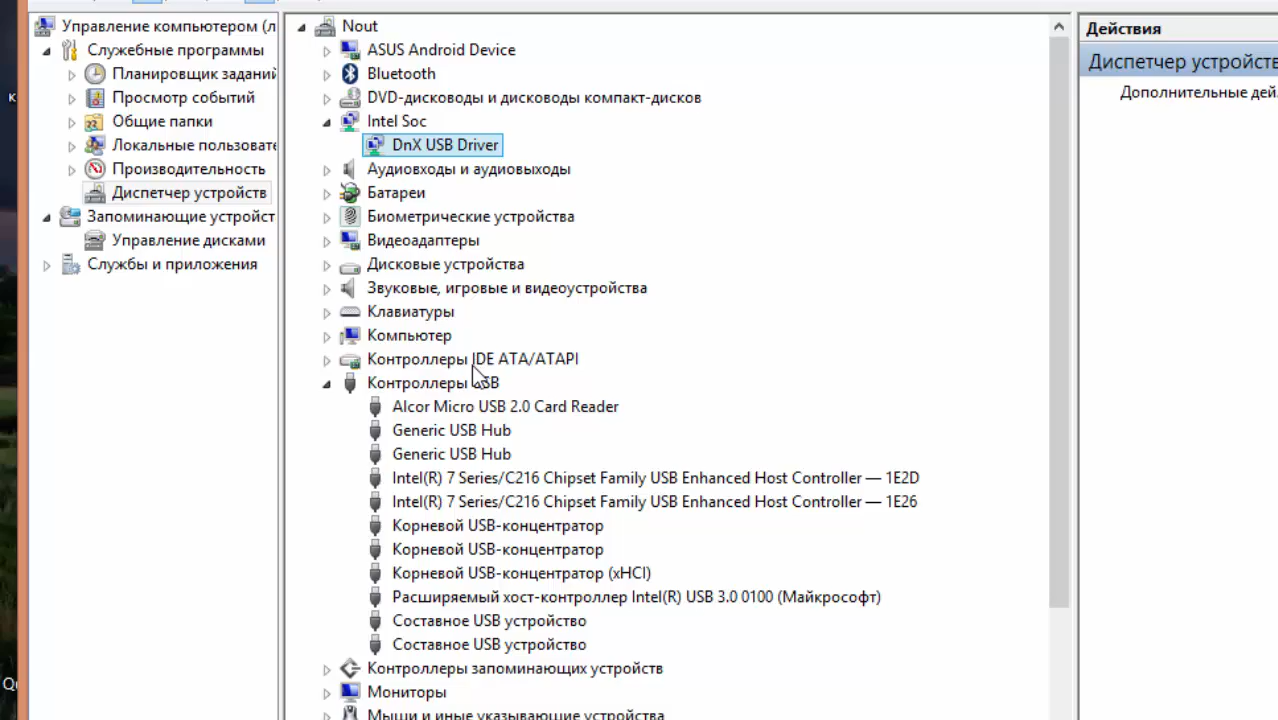 Управление компьютером (л
Служебные программы
Планировщик заданий
Просмотр событий
Общие папки
Локальные пользовате
Производительность
Диспетчер устройств
Запоминающие устройст
Управление дисками
Службы и приложения
Nout
ASUS Android Device
Bluetooth
DVD-дисководы и дисководы компакт-дисков
Intel Soc
DnX USB Driver
Аудиовходы и аудиовыходы
Батареи
Биометрические устройства
Видеоадаптеры
Дисковые устройства
Звуковые, игровые и видеоустройства
Клавиатуры
Компьютер
Контроллеры IDE ATA/ATAPI
Контроллеры USB
Alcor Micro USB 2.0 Card Reader
Generic USB Hub
Generic USB Hub
Intel(R) 7 Series/C216 Chipset Family USB Enhanced Host Controller — 1E2D
Intel(R) 7 Series/C216 Chipset Family USB Enhanced Host Controller — 1E26
Корневой USB-концентратор
Корневой USB-концентратор
Корневой USB-концентратор (xHCI)
Расширяемый хост-контроллер Intel(R) USB 3.0 0100 (Майкрософт)
Составное USB устройство
Составное USB устройство
Контроллеры запоминающих устройств
Мониторы
Мыши и иные указывающие устройства
Действия
Диспетчер устройств
Дополнительные дей